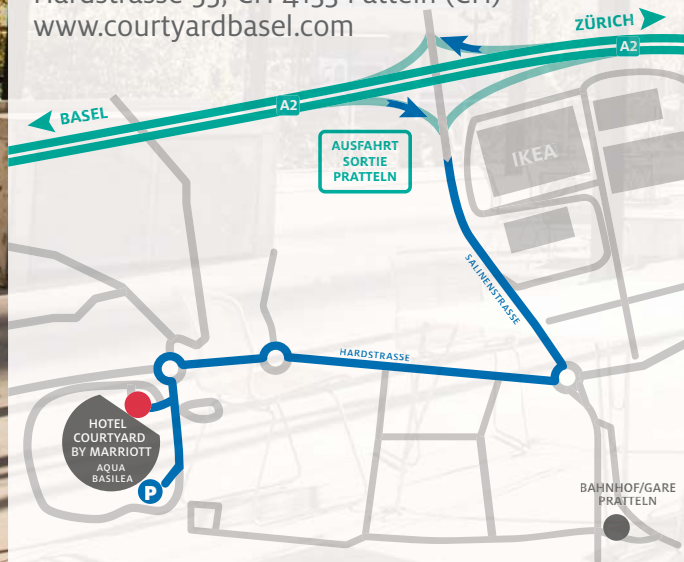 www.courtyardbasel.com
ZÜRICH
A2
A2
BASEL
AUSFAHRT
SORTIE
PRATTELN
IKEA
SALINENSTRASSE
HARDSTRASSE
HOTEL
COURTYARD
BY MARRIOTT
AQUA
BASILEA
P
BAHNHOF/GARE
PRATTELN